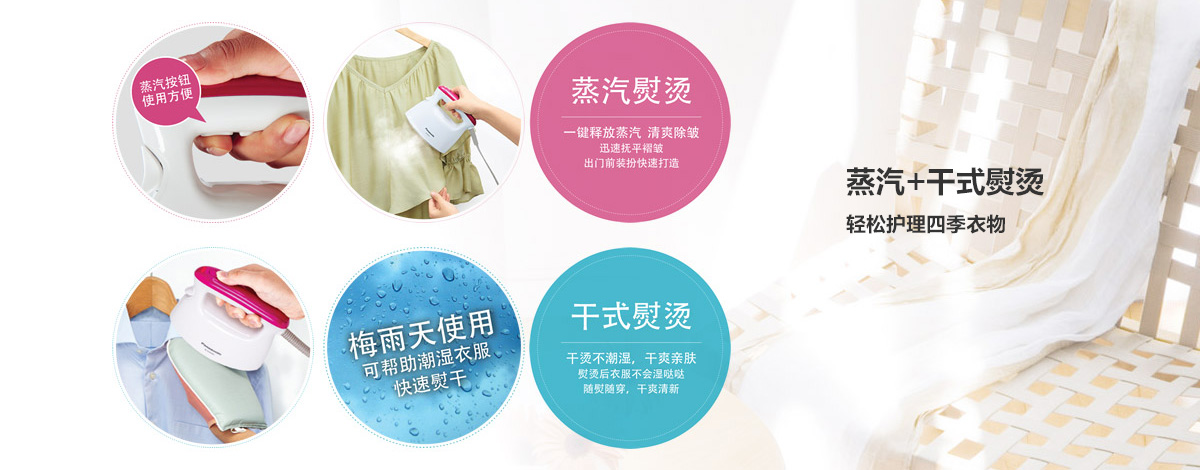 蒸汽按钮
使用方便
Panasonic
蒸汽熨烫
一键释放蒸汽 清爽除皱
迅速抚平褶皱
出门前装扮快速打造
蒸汽+干式熨烫
轻松护理四季衣物
Panasonic
梅雨天使用
可帮助潮湿衣服
快速熨干
干式熨烫
干烫不潮湿，干爽亲肤
熨烫后衣服不会湿哒哒
随熨随穿，干爽清新